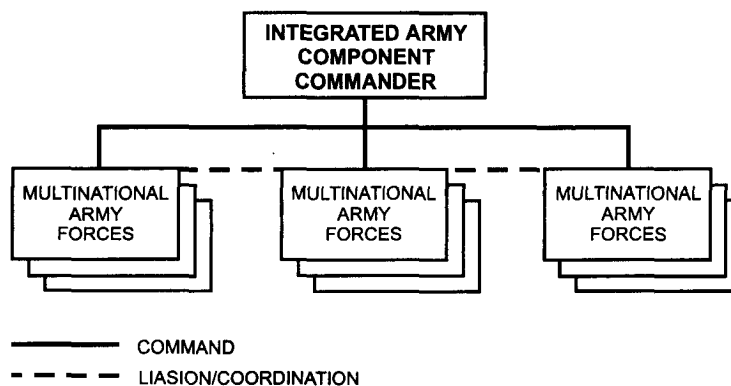 INTEGRATED ARMY
COMPONENT
COMMANDER
MULTINATIONAL
ARMY
FORCES
MULTINATIONAL
ARMY
FORCES
MULTINATIONAL
ARMY
FORCES
COMMAND
LIASION/COORDINATION